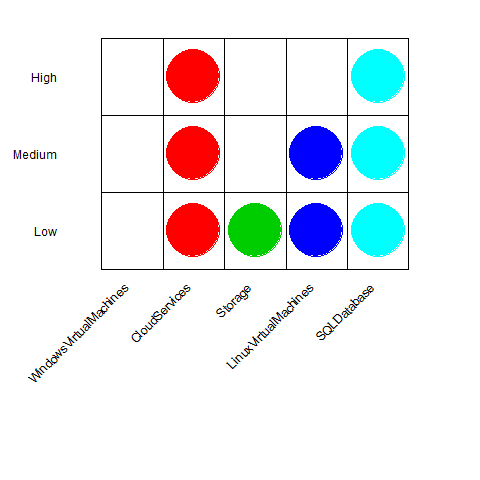 High
Medium
Low
WindowsVirtualMachines
CloudServices
Storage
LinuxVirtualMachines
SQLDatabase